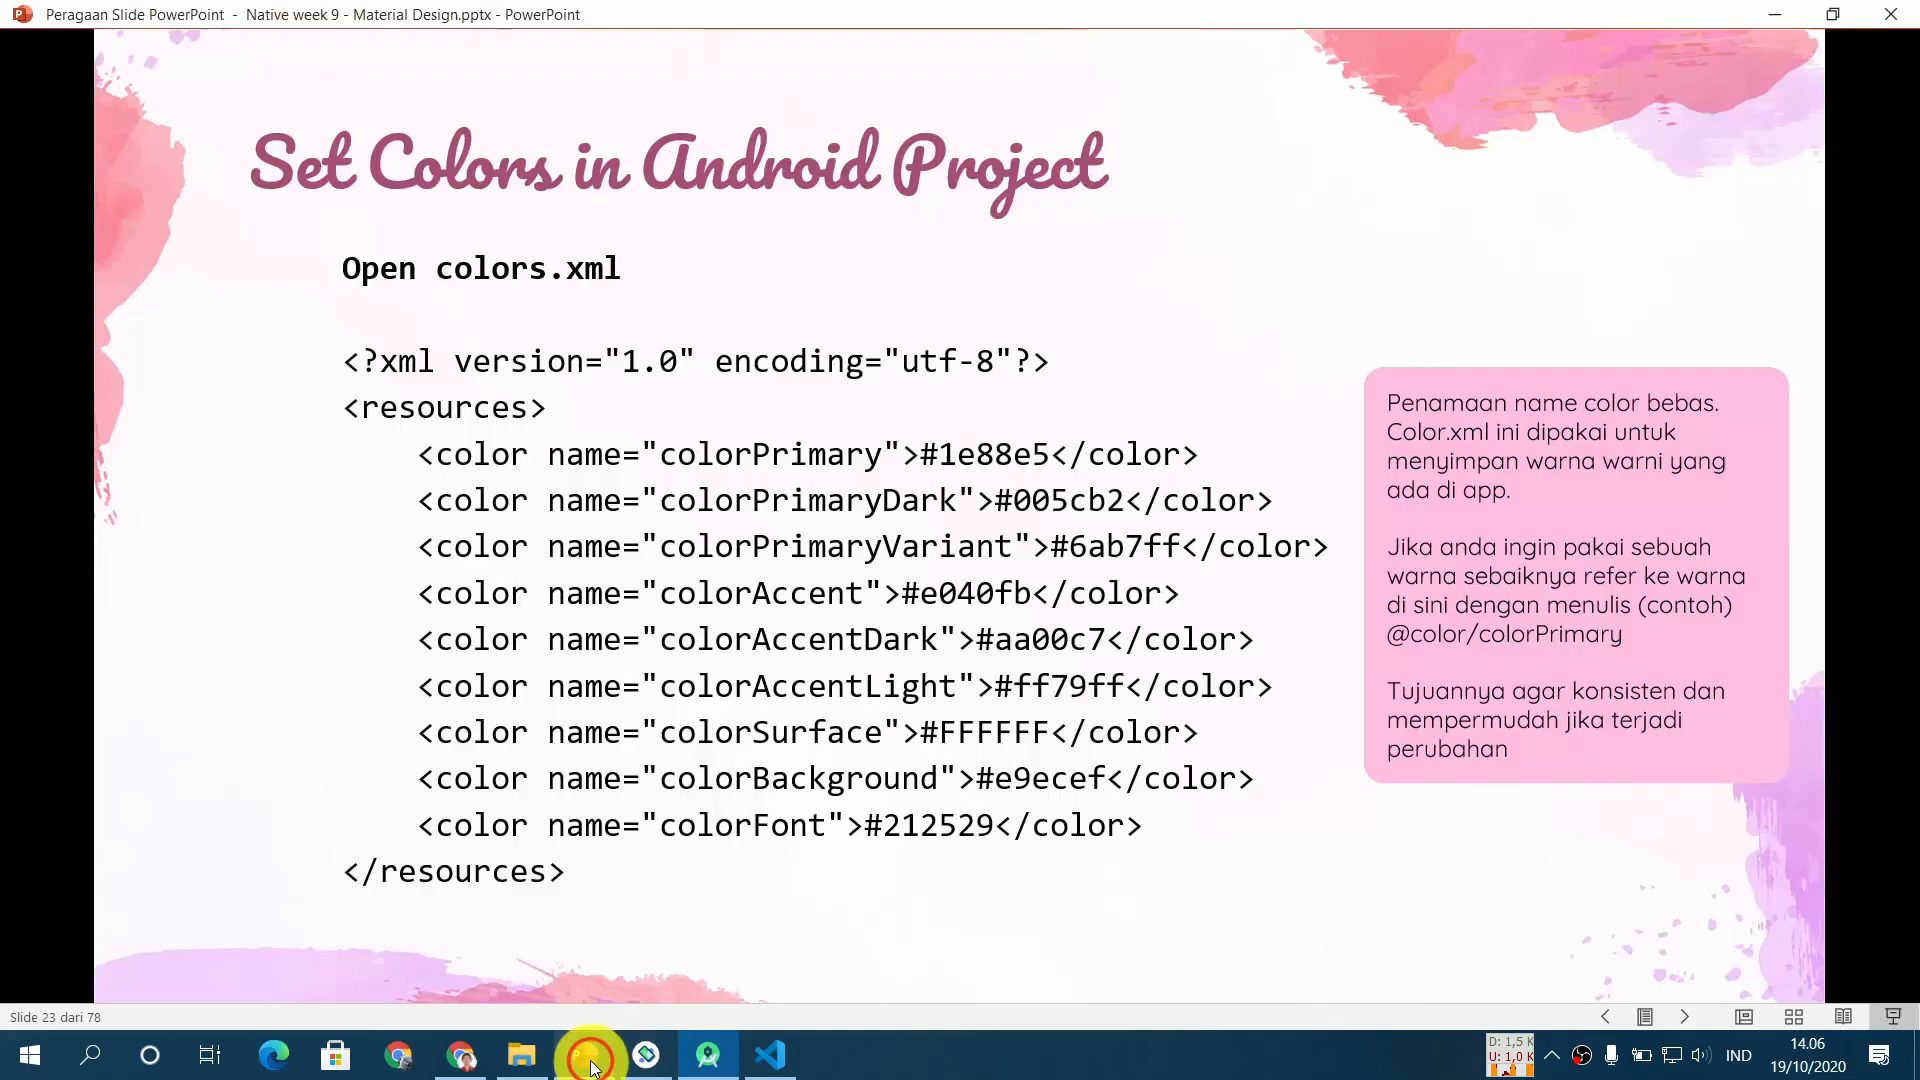 Peragaan Slide PowerPoint - Native week 9 - Material Design.pptx - PowerPoint
Set Colors in Android Project
Open colors.xml
<?xml version="1.0" encoding="utf-8"?>
<resources>
    <color name="colorPrimary">#1e88e5</color>
    <color name="colorPrimaryDark">#005cb2</color>
    <color name="colorPrimaryVariant">#6ab7ff</color>
    <color name="colorAccent">#e040fb</color>
    <color name="colorAccentDark">#aa00c7</color>
    <color name="colorAccentLight">#ff79ff</color>
    <color name="colorSurface">#FFFFFF</color>
    <color name="colorBackground">#e9ecef</color>
    <color name="colorFont">#212529</color>
</resources>
Penamaan name color bebas.
Color.xml ini dipakai untuk
menyimpan warna warni yang
ada di app.
Jika anda ingin pakai sebuah
warna sebaiknya refer ke warna
di sini dengan menulis (contoh)
@color/colorPrimary
Tujuannya agar konsisten dan
mempermudah jika terjadi
perubahan
Slide 23 dari 78
D: 1,5 K
U: 1,0 K
IND
14.06
19/10/2020